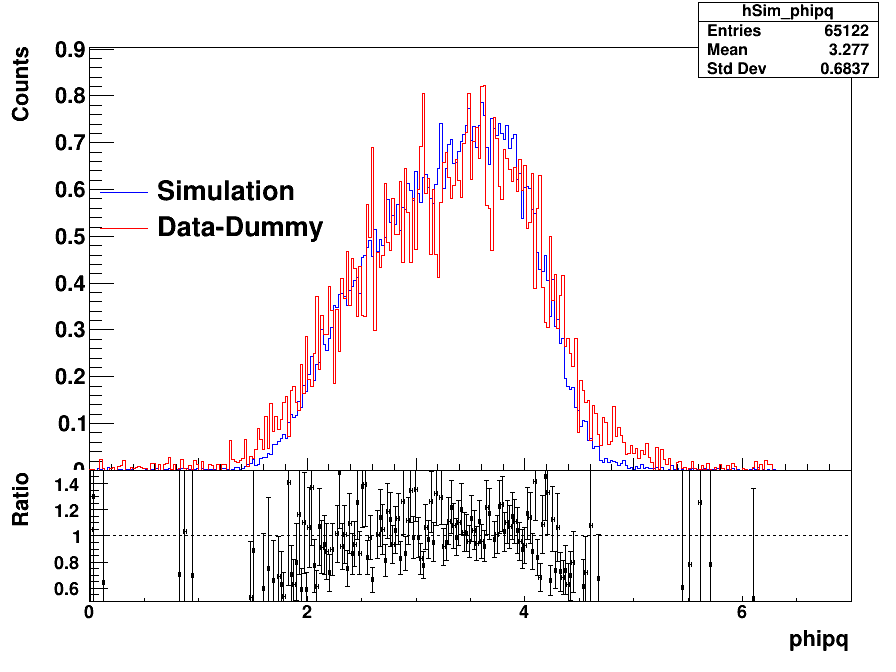 hSim_phipq
Entries 65122
Mean 3.277
Std Dev 0.6837
Counts
0.9
0.8
0.7
0.6
0.5
0.4
0.3
0.2
0.1
0
Simulation
Data-Dummy
Ratio
1.4
1.2
1
0.8
0.6
0 2 4 6
phipq